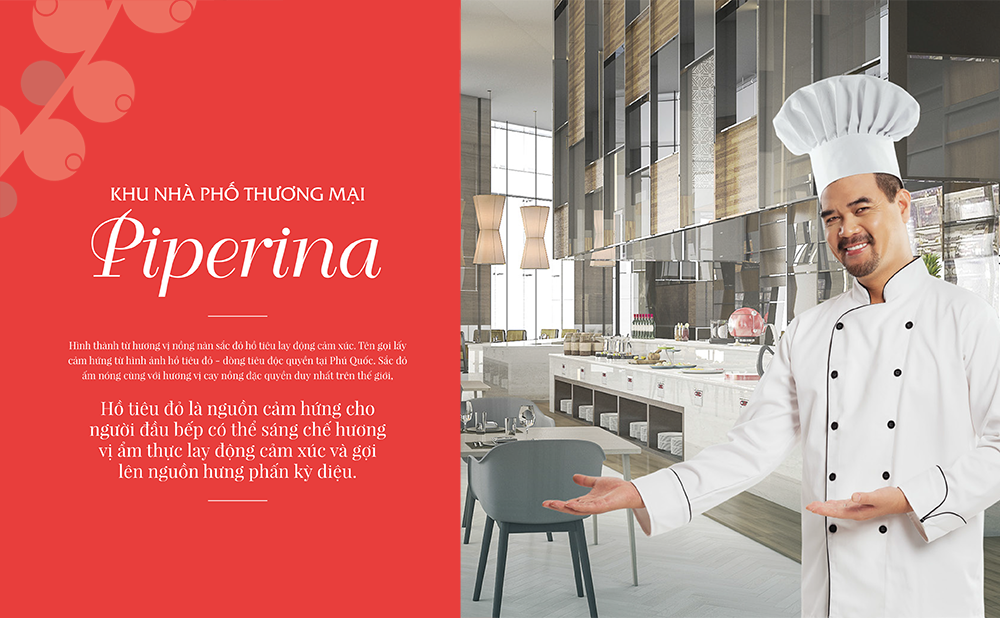 KHU NHÀ PHỐ THƯƠNG MẠI
Piperina
Hình thành từ hương vị nồng nàn sắc đỏ hồ tiêu lay động cảm xúc. Tên gọi lấy
cảm hứng từ hình ảnh hồ tiêu đỏ – dòng tiêu độc quyền tại Phú Quốc. Sắc đỏ
ấm nóng cùng với hương vị cay nồng đặc quyền duy nhất trên thế giới.
Hồ tiêu đỏ là nguồn cảm hứng cho
người đầu bếp có thể sáng chế hương
vị ẩm thực lay động cảm xúc và gợi
lên nguồn hưng phấn kỳ diệu.